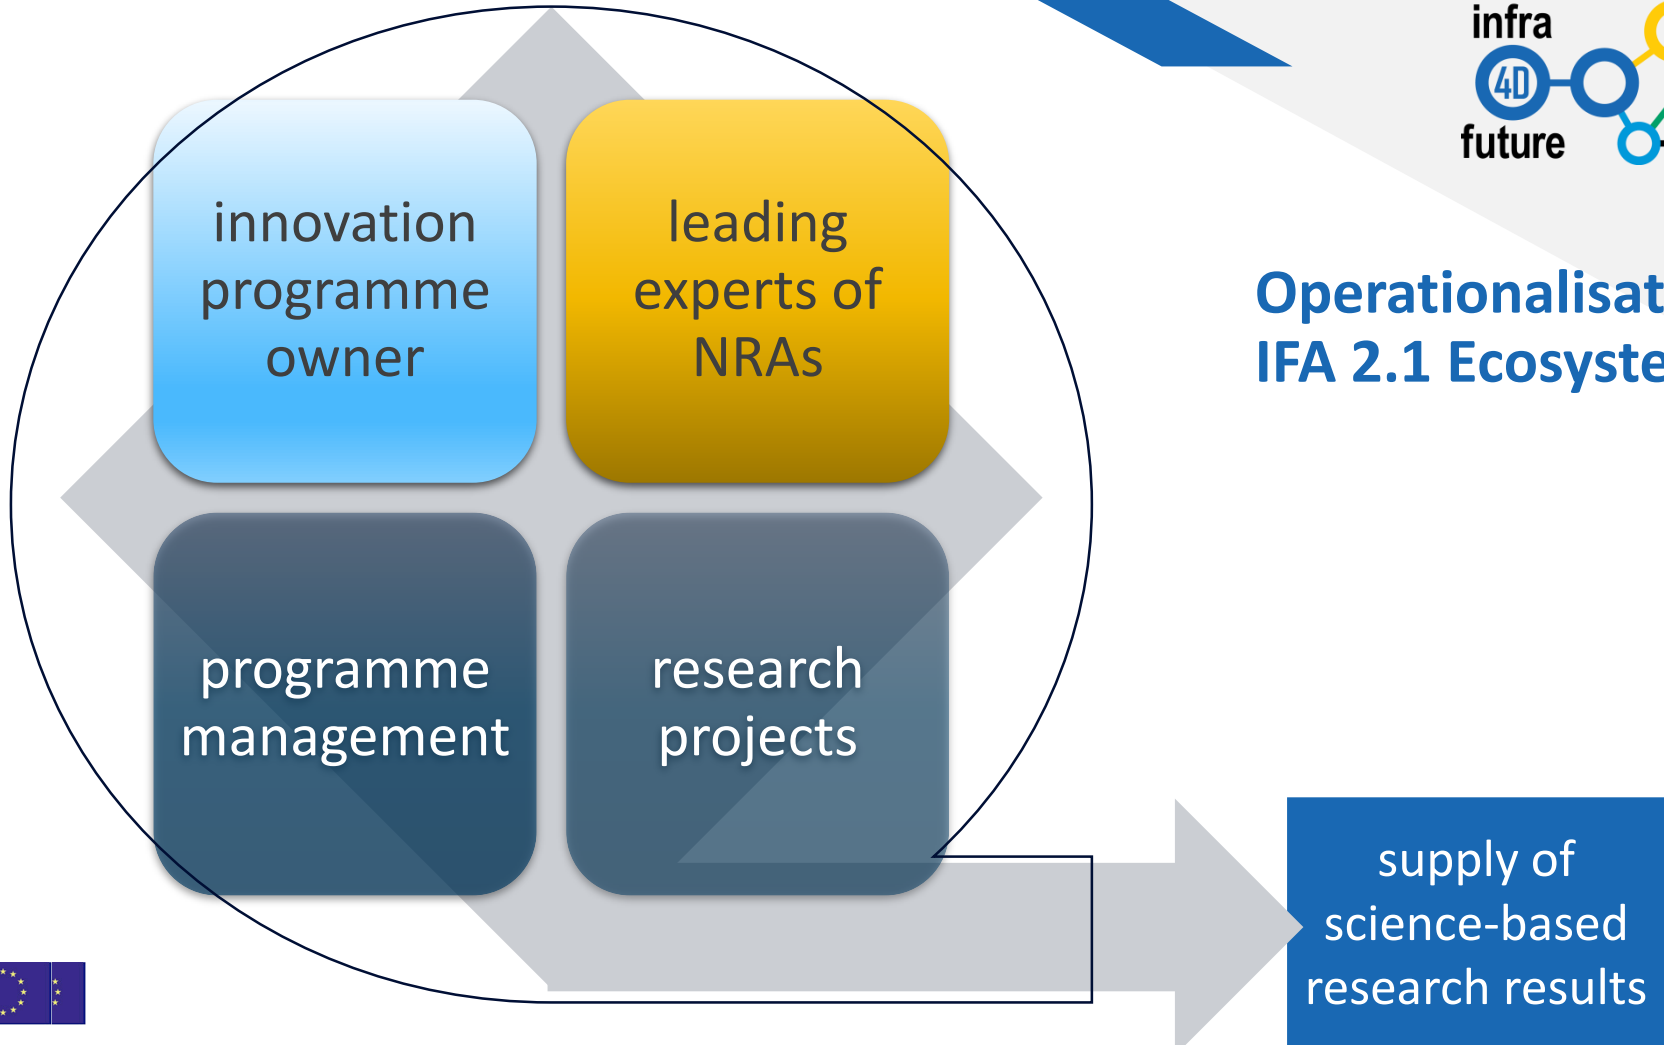 infra
4D
future
innovation
programme
owner
leading
experts of
NRAs
Operationalisat
IFA 2.1 Ecosyste
programme
management
research
projects
supply of
science-based
research results